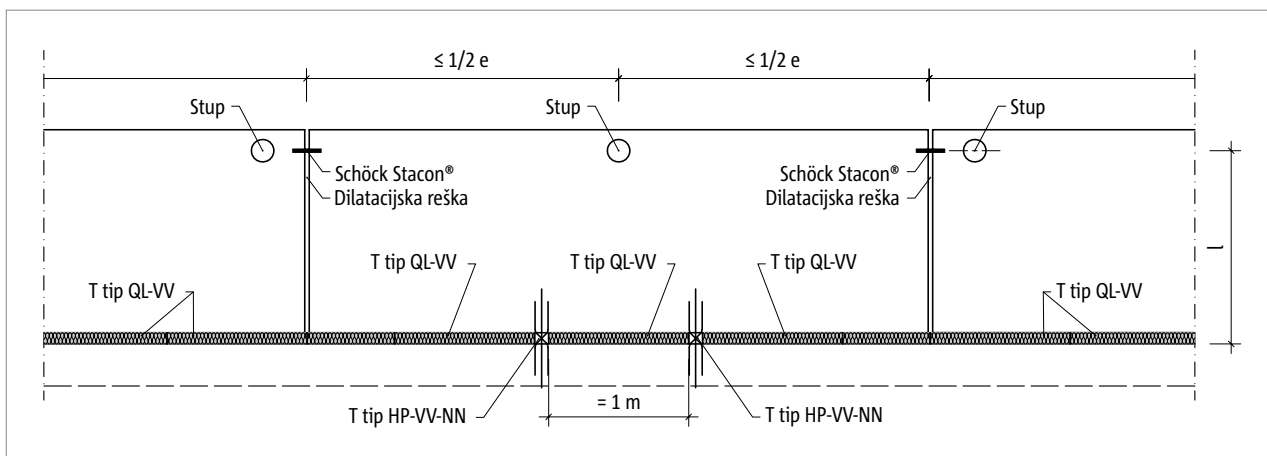 ≤ 1/2 e
≤ 1/2 e
Stup
Stup
Stup
Schöck Stacon®
Dilatacijska reška
Schöck Stacon®
Dilatacijska reška
l
T tip QL-VV
T tip QL-VV
T tip QL-VV
T tip QL-VV
T tip QL-VV
T tip HP-VV-NN
= 1 m
T tip HP-VV-NN